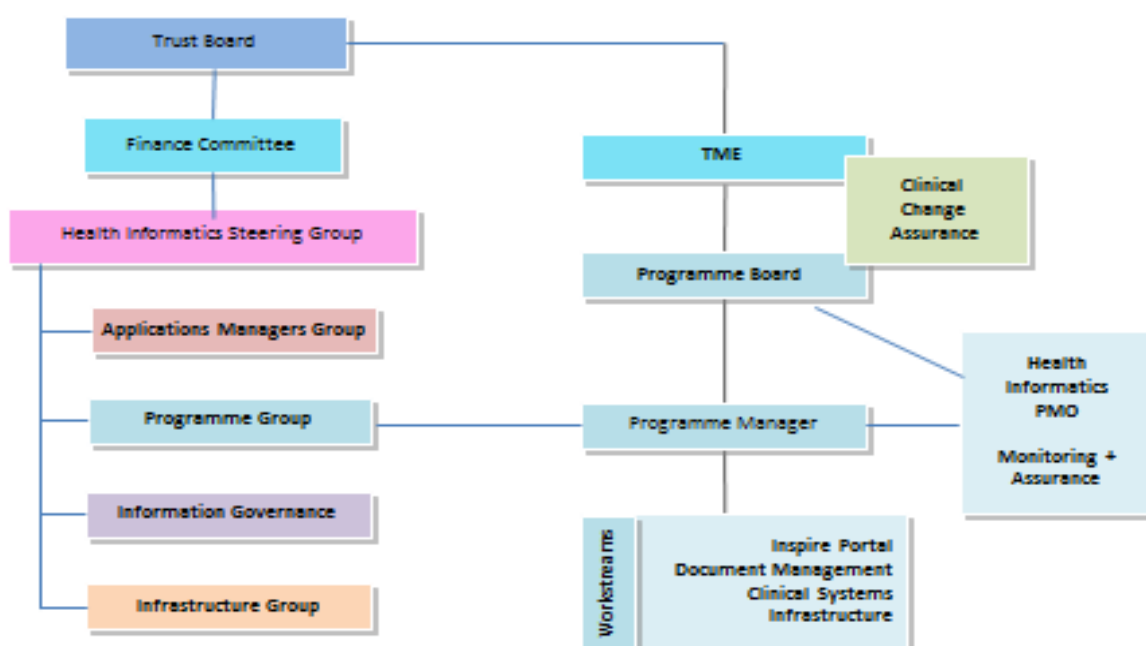 Trust Board
Finance Committee
Health Informatics Steering Group
Applications Managers Group
Programme Group
Information Governance
Infrastructure Group
TME
Clinical
Change
Assurance
Programme Board
Programme Manager
Health
Informatics
PMO
Monitoring +
Assurance
Workstreams
Inspire Portal
Document Management
Clinical Systems
Infrastructure